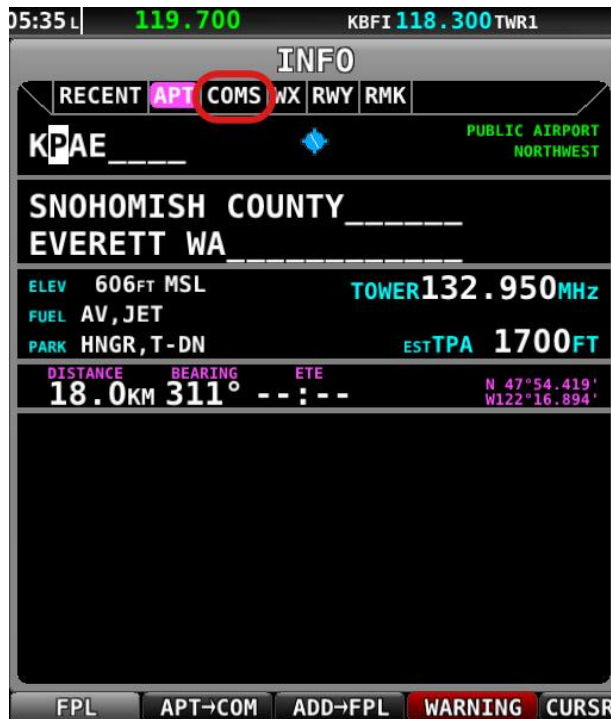 05:35 L 119.700 KBFI 118.300 TWR1
INFO
RECENT APT COMS WX RWY RMK
KPAE____
PUBLIC AIRPORT
NORTHWEST
SNOHOMISH COUNTY______
EVERETT WA____________
ELEV 606FT MSL
FUEL AV,JET
PARK HNGR,T-DN
TOWER 132.950MHz
EST TPA 1700FT
DISTANCE BEARING ETE
18.0KM 311° --:--
N 47°54.419'
W122°16.894'
FPL APT→COM ADD→FPL WARNING